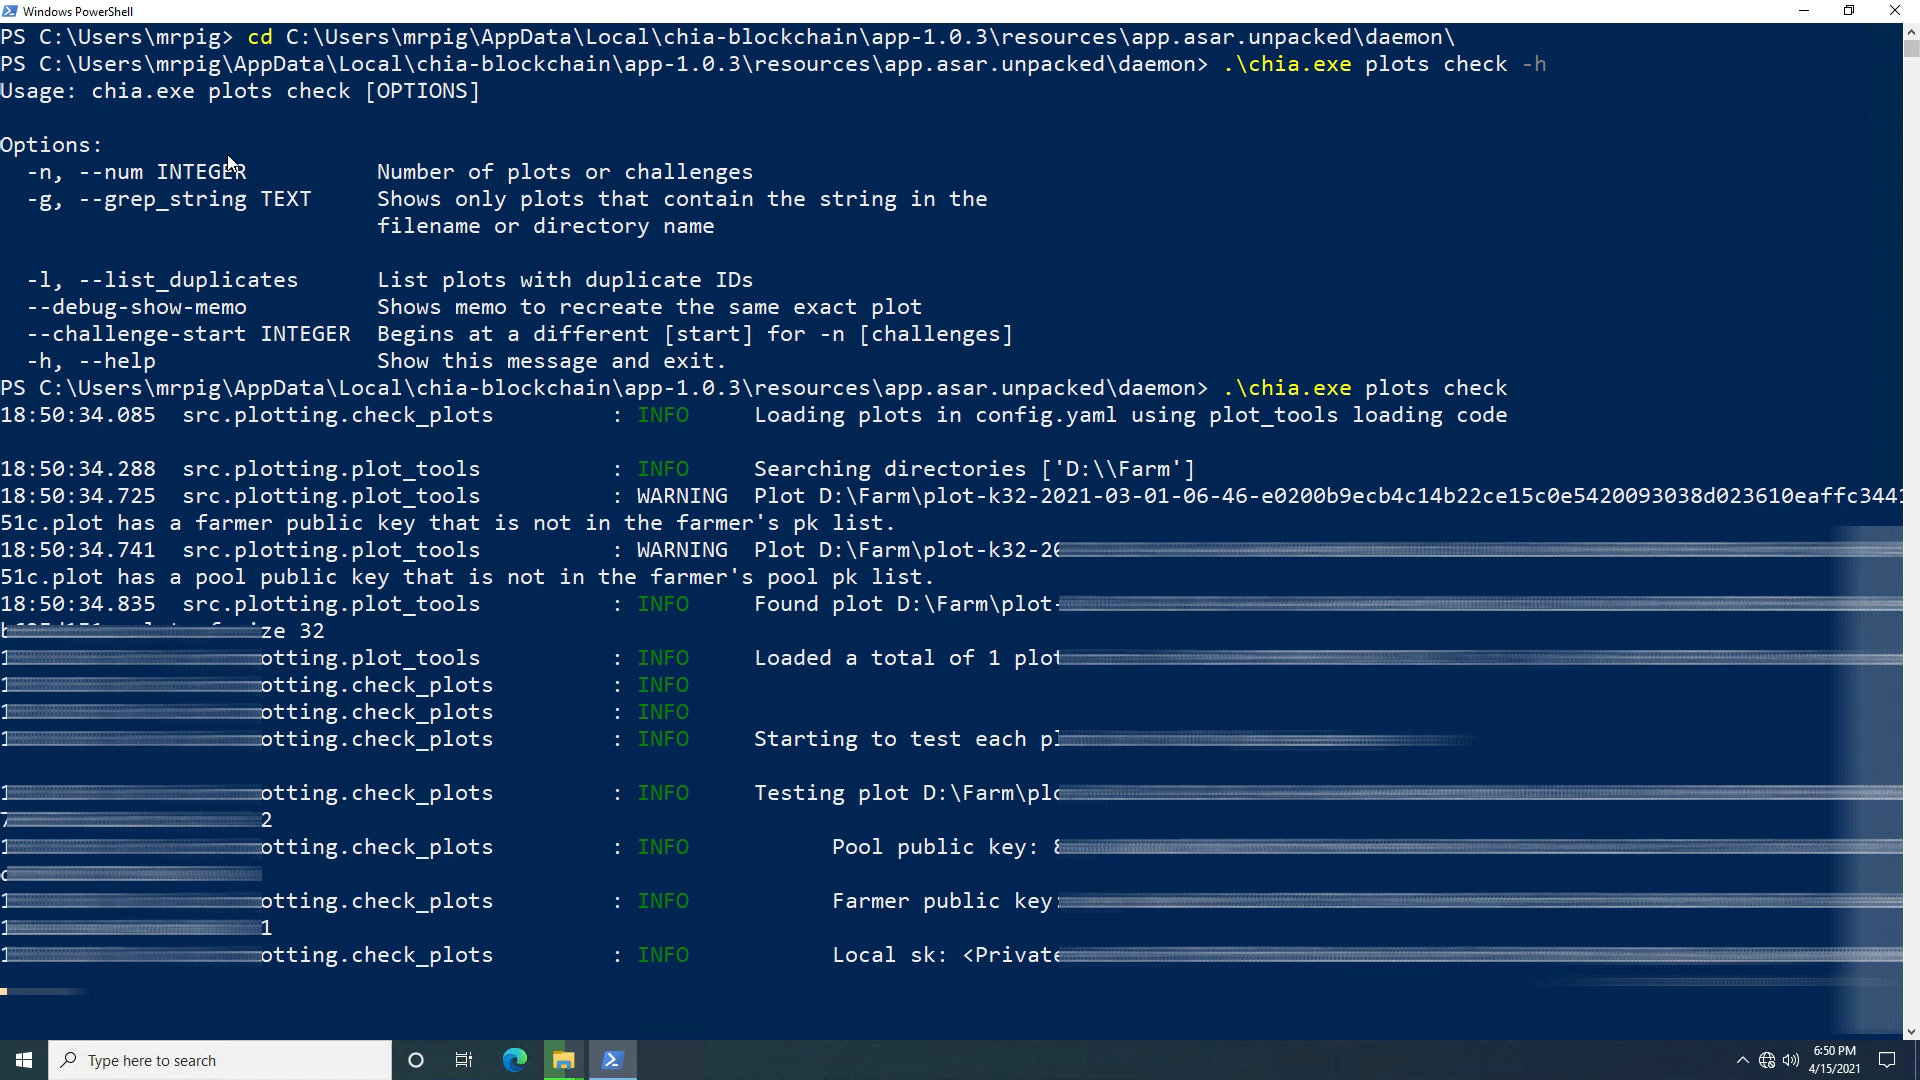 Windows PowerShell
PS C:\Users\mrpig> cd C:\Users\mrpig\AppData\Local\chia-blockchain\app-1.0.3\resources\app.asar.unpacked\daemon\
PS C:\Users\mrpig\AppData\Local\chia-blockchain\app-1.0.3\resources\app.asar.unpacked\daemon> .\chia.exe plots check -h
Usage: chia.exe plots check [OPTIONS]
Options:
-n, --num INTEGER Number of plots or challenges
-g, --grep_string TEXT Shows only plots that contain the string in the
filename or directory name
-l, --list_duplicates List plots with duplicate IDs
--debug-show-memo Shows memo to recreate the same exact plot
--challenge-start INTEGER Begins at a different [start] for -n [challenges]
-h, --help Show this message and exit.
PS C:\Users\mrpig\AppData\Local\chia-blockchain\app-1.0.3\resources\app.asar.unpacked\daemon> .\chia.exe plots check
18:50:34.085 src.plotting.check_plots : INFO Loading plots in config.yaml using plot_tools loading code
18:50:34.288 src.plotting.plot_tools : INFO Searching directories ['D:\\Farm']
18:50:34.725 src.plotting.plot_tools : WARNING Plot D:\Farm\plot-k32-2021-03-01-06-46-e0200b9ecb4c14b22ce15c0e5420093038d023610eaffc3441
51c.plot has a farmer public key that is not in the farmer's pk list.
18:50:34.741 src.plotting.plot_tools : WARNING Plot D:\Farm\plot-k32-20
51c.plot has a pool public key that is not in the farmer's pool pk list.
18:50:34.835 src.plotting.plot_tools : INFO Found plot D:\Farm\plot-
ze 32
otting.plot_tools : INFO Loaded a total of 1 plot
otting.check_plots : INFO
otting.check_plots : INFO
otting.check_plots : INFO Starting to test each pl
otting.check_plots : INFO Testing plot D:\Farm\plo
2
otting.check_plots : INFO Pool public key: 8
otting.check_plots : INFO Farmer public key:
1
otting.check_plots : INFO Local sk: <Private
Type here to search
6:50 PM
4/15/2021